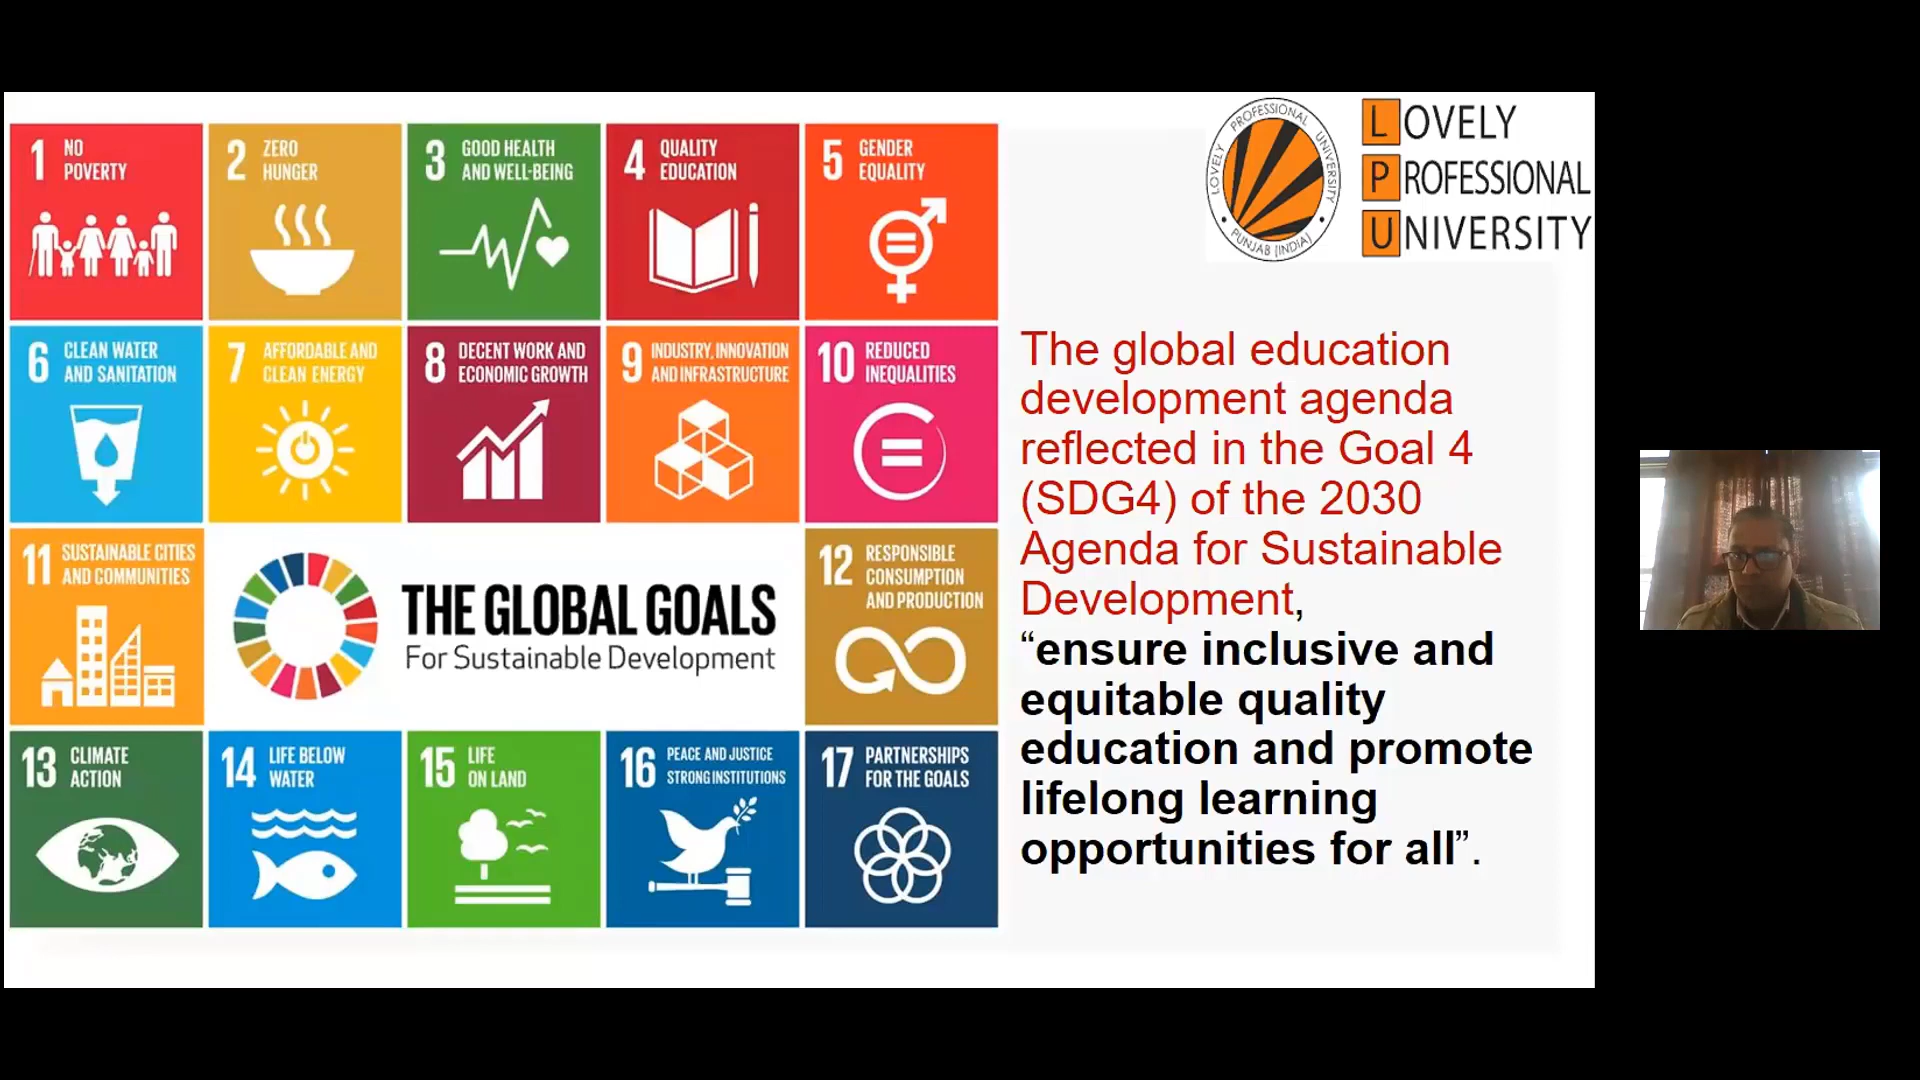 1 NO
POVERTY
2 ZERO
HUNGER
3 GOOD HEALTH
AND WELL-BEING
4 QUALITY
EDUCATION
5 GENDER
EQUALITY
6 CLEAN WATER
AND SANITATION
7 AFFORDABLE AND
CLEAN ENERGY
8 DECENT WORK AND
ECONOMIC GROWTH
9 INDUSTRY, INNOVATION
AND INFRASTRUCTURE
10 REDUCED
INEQUALITIES
11 SUSTAINABLE CITIES
AND COMMUNITIES
THE GLOBAL GOALS
For Sustainable Development
12 RESPONSIBLE
CONSUMPTION
AND PRODUCTION
13 CLIMATE
ACTION
14 LIFE BELOW
WATER
15 LIFE
ON LAND
16 PEACE AND JUSTICE
STRONG INSTITUTIONS
17 PARTNERSHIPS
FOR THE GOALS
LOVELY PROFESSIONAL UNIVERSITY
PUNJAB [INDIA]
LOVELY
PROFESSIONAL
UNIVERSITY
The global education
development agenda
reflected in the Goal 4
(SDG4) of the 2030
Agenda for Sustainable
Development,
“ensure inclusive and
equitable quality
education and promote
lifelong learning
opportunities for all”.